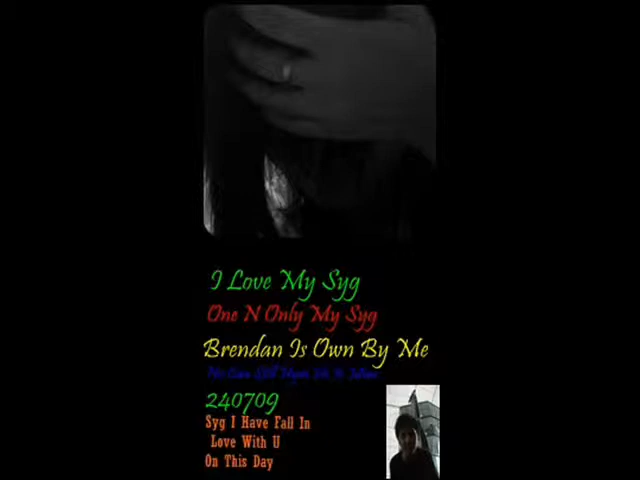 I Love My Syg
One N Only My Syg
Brendan Is Own By Me
240709
Syg I Have Fall In
Love With U
On This Day